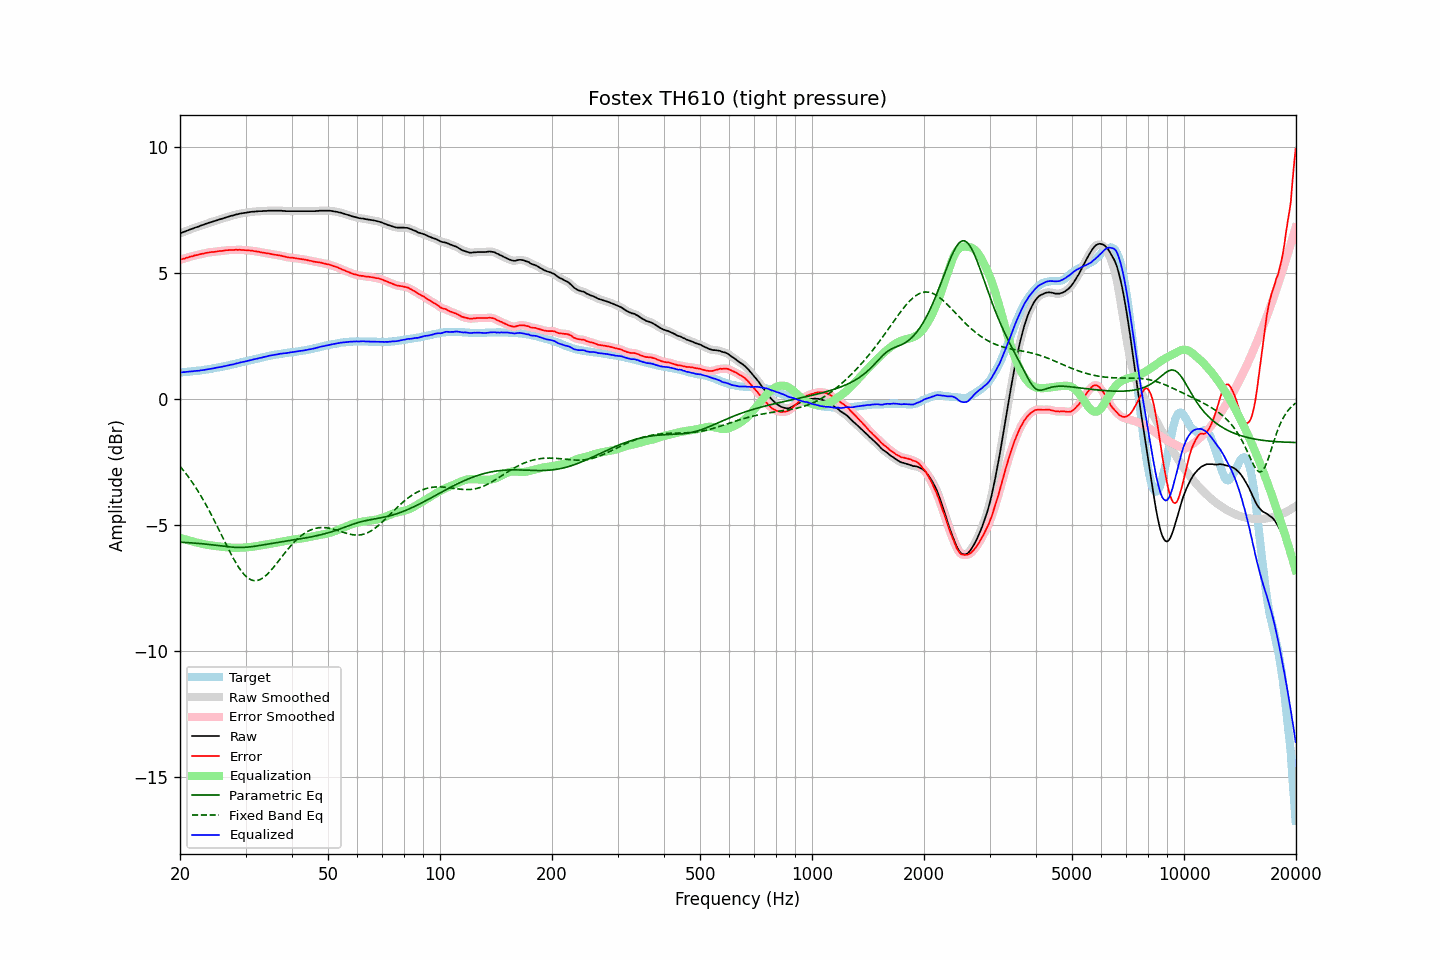 Fostex TH610 (tight pressure)
Amplitude (dBr)
10
5
0
−5
−10
−15
Target
Raw Smoothed
Error Smoothed
Raw
Error
Equalization
Parametric Eq
Fixed Band Eq
Equalized
20 50 100 200 500 1000 2000 5000 10000 20000
Frequency (Hz)